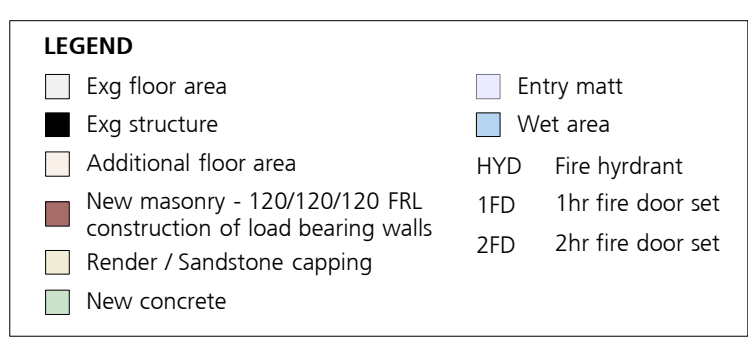 LEGEND
Exg floor area
Exg structure
Additional floor area
New masonry - 120/120/120 FRL
construction of load bearing walls
Render / Sandstone capping
New concrete
Entry matt
Wet area
HYD Fire hyrdrant
1FD 1hr fire door set
2FD 2hr fire door set